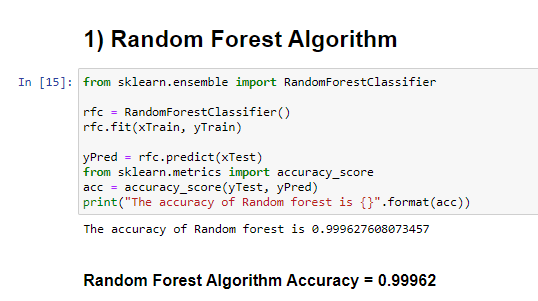 1) Random Forest Algorithm
In [15]: from sklearn.ensemble import RandomForestClassifier
rfc = RandomForestClassifier()
rfc.fit(xTrain, yTrain)
yPred = rfc.predict(xTest)
from sklearn.metrics import accuracy_score
acc = accuracy_score(yTest, yPred)
print("The accuracy of Random forest is {}".format(acc))
The accuracy of Random forest is 0.999627608073457
Random Forest Algorithm Accuracy = 0.99962